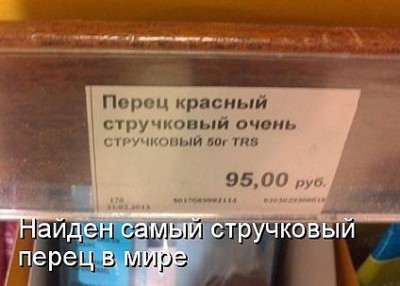 Перец красный
стручковый очень
стручковый 50г TRS
95,00 руб.
Найден самый стручковый
перец в мире